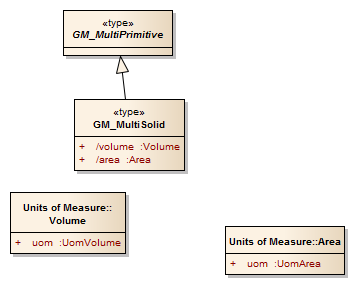 «type»
GM_MultiPrimitive
«type»
GM_MultiSolid
+ /volume :Volume
+ /area :Area
Units of Measure::
Volume
+ uom :UomVolume
Units of Measure::Area
+ uom :UomArea